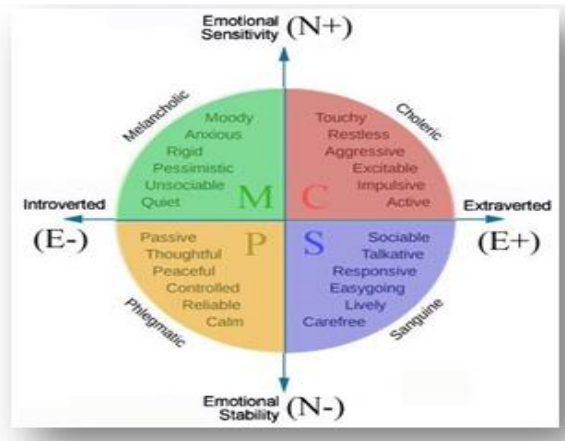 Emotional
Sensitivity (N+)
Melancholic
Choleric
Moody
Anxious
Rigid
Pessimistic
Unsociable
Quiet
M
Touchy
Restless
Aggressive
Excitable
Impulsive
Active
C
Introverted
(E-)
Extraverted
(E+)
Passive
Thoughtful
Peaceful
Controlled
Reliable
Calm
P
Sociable
Talkative
Responsive
Easygoing
Lively
Carefree
S
Phlegmatic
Sanguine
Emotional
Stability (N-)